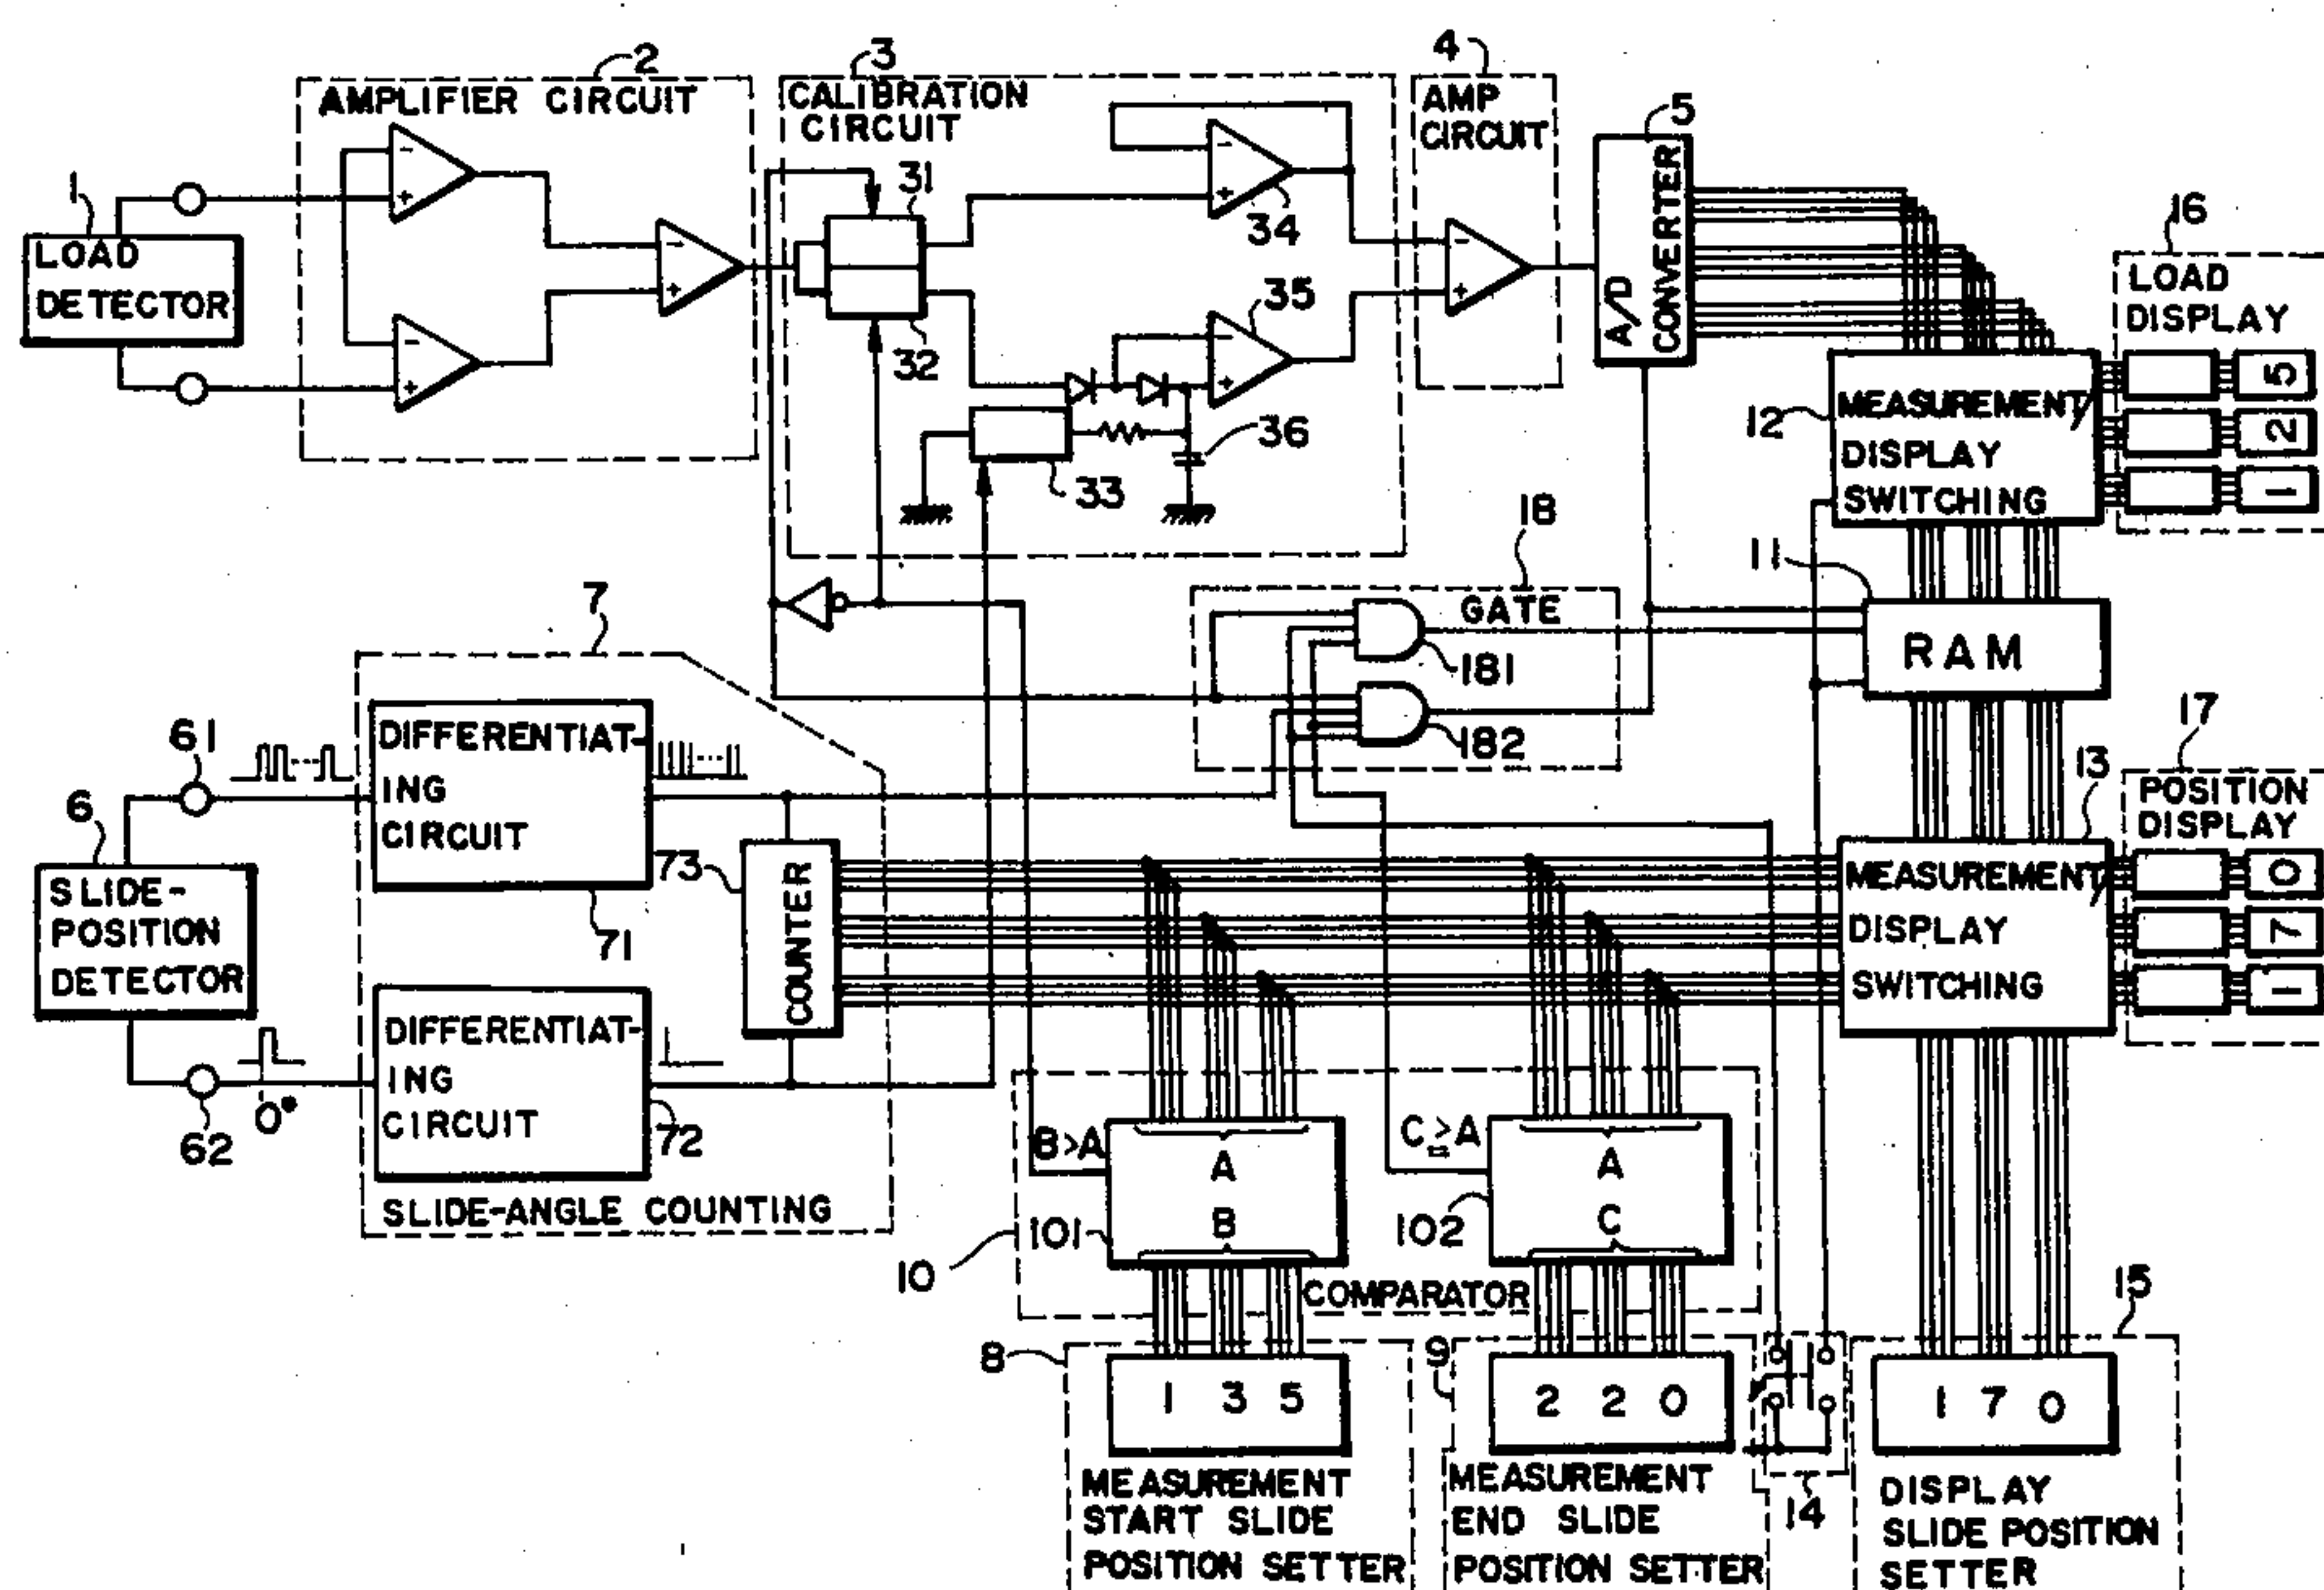 2
AMPLIFIER CIRCUIT
3
CALIBRATION
CIRCUIT
4
AMP
CIRCUIT
5
A/D
CONVERTER
1
LOAD
DETECTOR
-
+
-
+
-
+
31
32
33
-
+
34
-
+
35
36
-
+
16
LOAD
DISPLAY
5
2
1
12
MEASUREMENT
DISPLAY
SWITCHING
11
RAM
18
GATE
181
182
7
61
DIFFERENTIAT-
ING
CIRCUIT
71
6
SLIDE-
POSITION
DETECTOR
62
0°
DIFFERENTIAT-
ING
CIRCUIT
72
SLIDE-ANGLE COUNTING
73
COUNTER
13
MEASUREMENT
DISPLAY
SWITCHING
17
POSITION
DISPLAY
0
7
1
B>A
A
B
101
10
C≧A
A
C
102
COMPARATOR
8
1 3 5
MEASUREMENT
START SLIDE
POSITION SETTER
9
2 2 0
MEASUREMENT
END SLIDE
POSITION SETTER
14
15
1 7 0
DISPLAY
SLIDE POSITION
SETTER